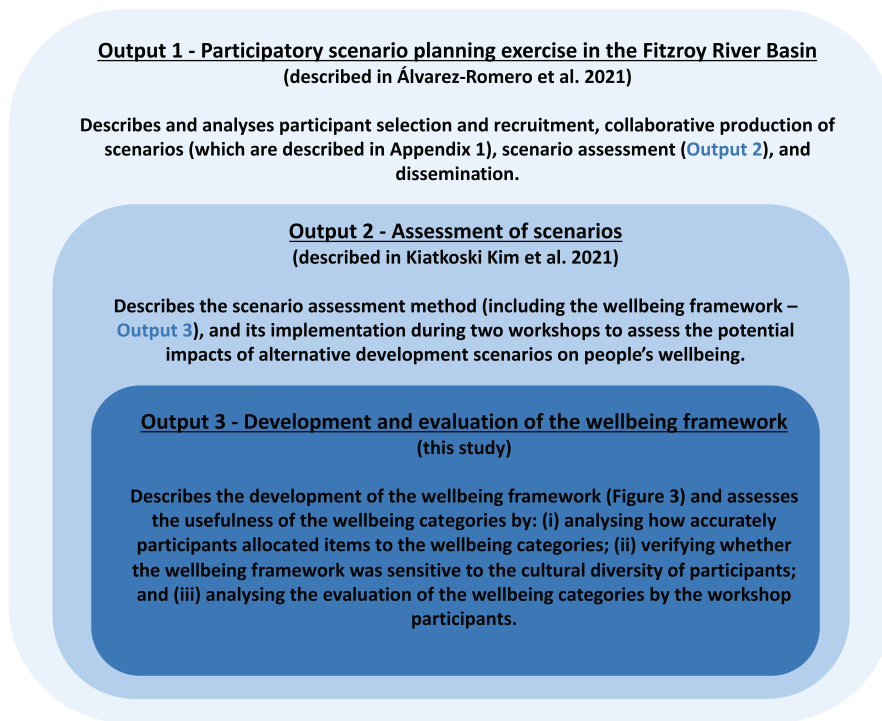 Output 1 - Participatory scenario planning exercise in the Fitzroy River Basin
(described in Álvarez-Romero et al. 2021)
Describes and analyses participant selection and recruitment, collaborative production of
scenarios (which are described in Appendix 1), scenario assessment (Output 2), and
dissemination.
Output 2 - Assessment of scenarios
(described in Kiatkoski Kim et al. 2021)
Describes the scenario assessment method (including the wellbeing framework –
Output 3), and its implementation during two workshops to assess the potential
impacts of alternative development scenarios on people’s wellbeing.
Output 3 - Development and evaluation of the wellbeing framework
(this study)
Describes the development of the wellbeing framework (Figure 3) and assesses
the usefulness of the wellbeing categories by: (i) analysing how accurately
participants allocated items to the wellbeing categories; (ii) verifying whether
the wellbeing framework was sensitive to the cultural diversity of participants;
and (iii) analysing the evaluation of the wellbeing categories by the workshop
participants.